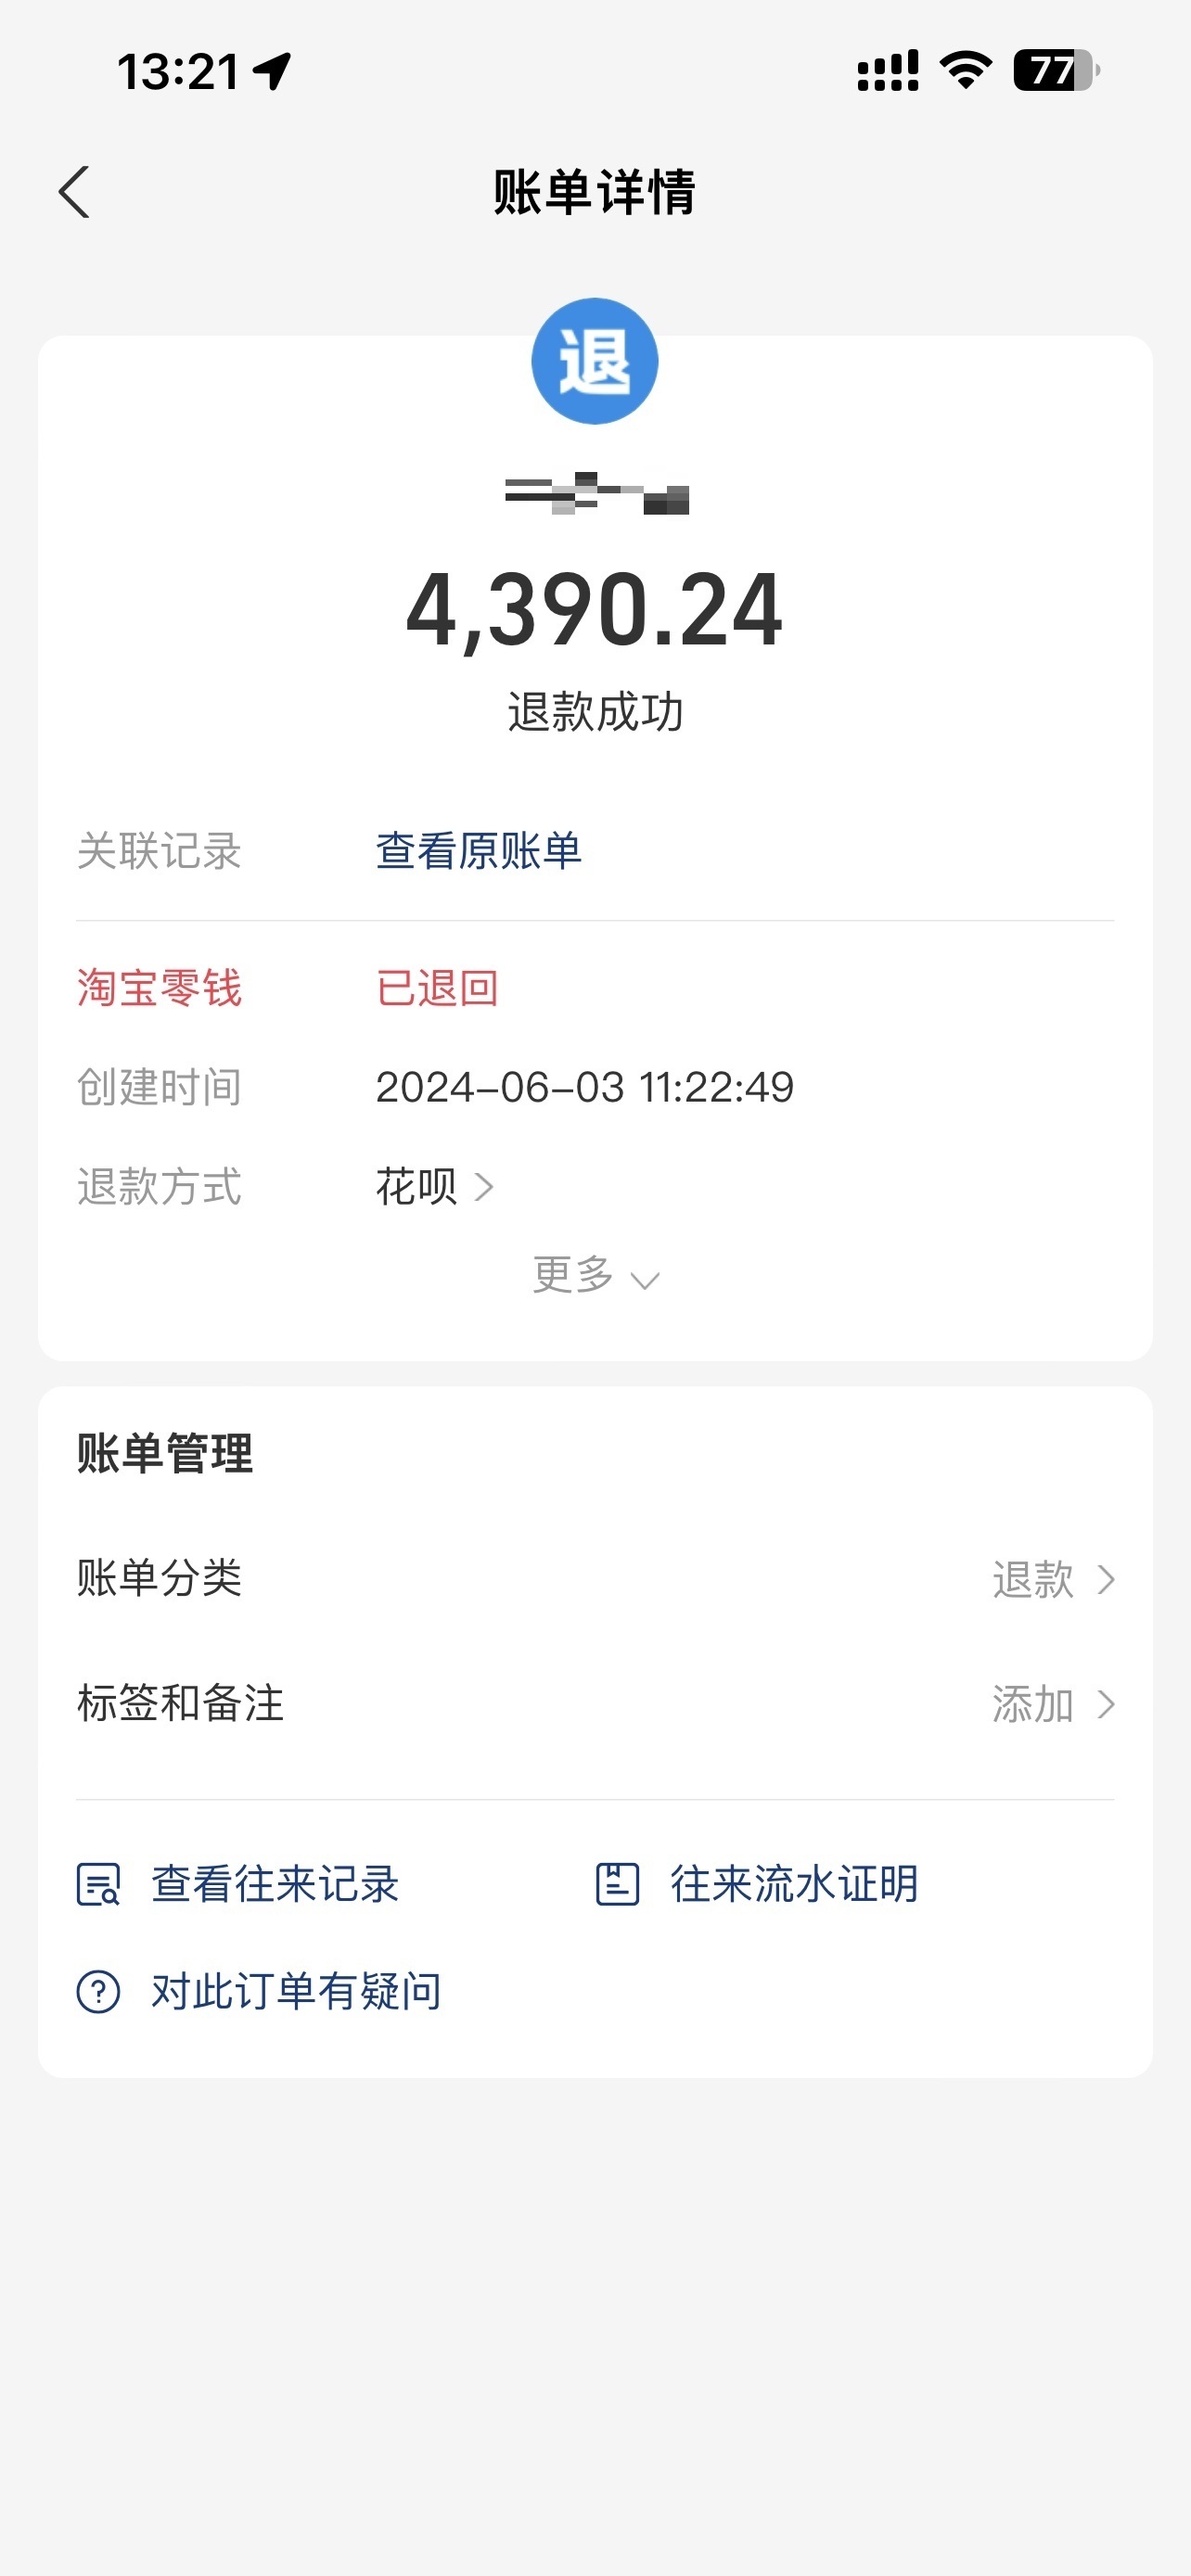 13:21
77
账单详情
退
4,390.24
退款成功
关联记录 查看原账单
淘宝零钱 已退回
创建时间 2024-06-03 11:22:49
退款方式 花呗
更多
账单管理
账单分类 退款
标签和备注 添加
查看往来记录 往来流水证明
对此订单有疑问